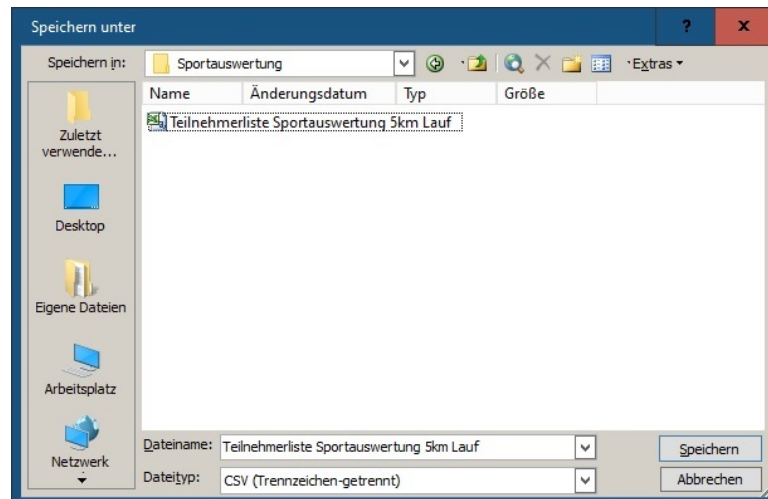 Speichern unter
?
x
Speichern in:
Sportauswertung
Extras
Name Änderungsdatum Typ Größe
Teilnehmerliste Sportauswertung 5km Lauf
Zuletzt
verwende...
Desktop
Eigene Dateien
Arbeitsplatz
Netzwerk
Dateiname:
Teilnehmerliste Sportauswertung 5km Lauf
Speichern
Dateityp:
CSV (Trennzeichen-getrennt)
Abbrechen